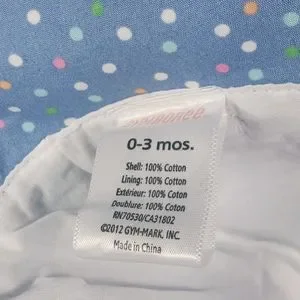 GYMBOREE
0-3 mos.
Shell: 100% Cotton
Lining: 100% Cotton
Extérieur: 100% Coton
Doublure: 100% Coton
RN70530/CA31802
©2012 GYM-MARK, INC.
Made in China